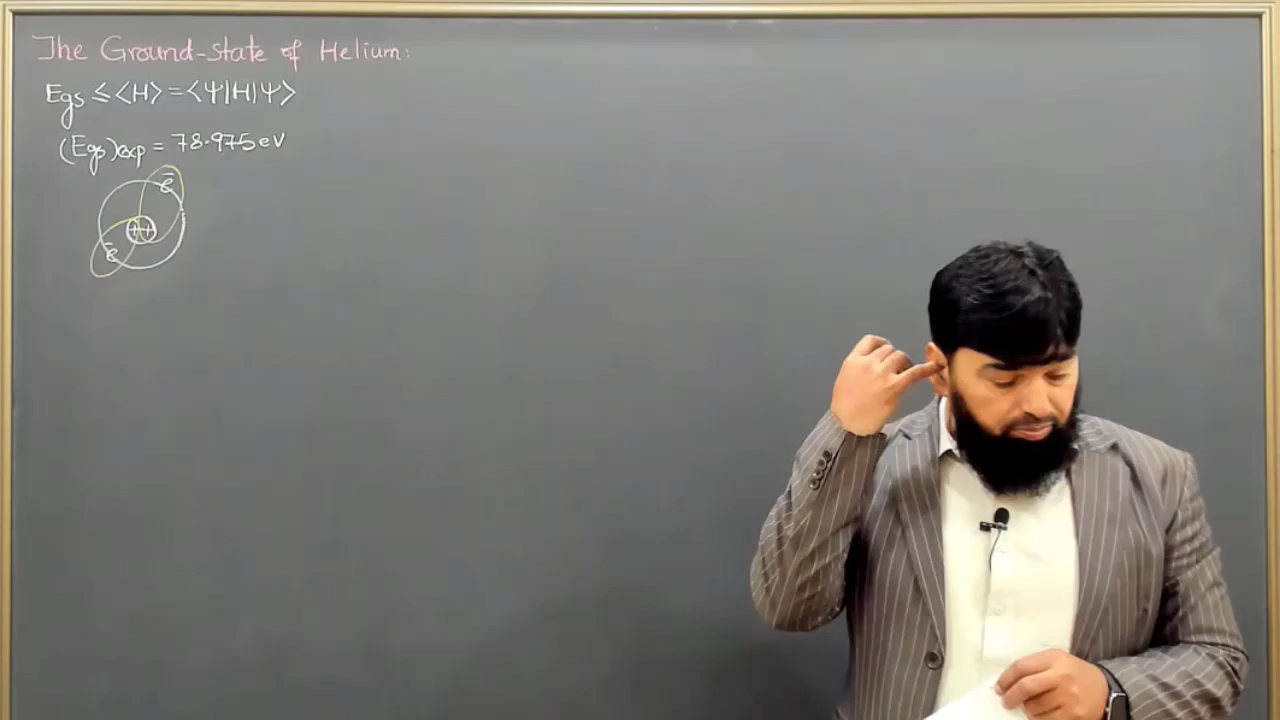 The Ground-state of Helium:
Egs ≤ <H> = <Ψ|H|Ψ>
(Egs)exp = 78.975 eV
ē
++
ē